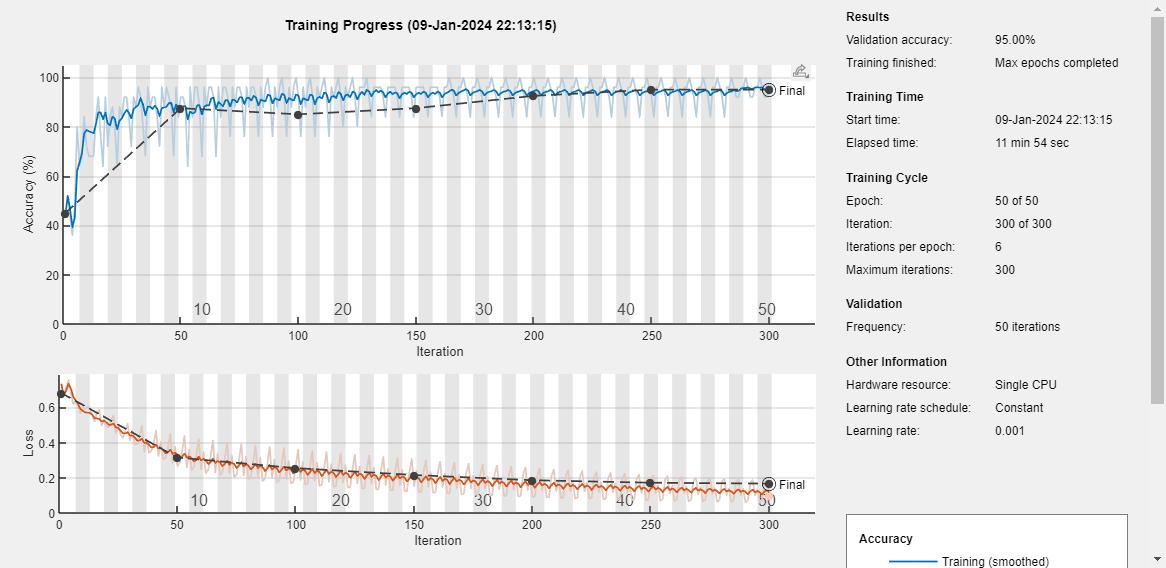 Training Progress (09-Jan-2024 22:13:15)
100
80
60
40
20
0
Accuracy (%)
Final
10 20 30 40 50
0 50 100 150 200 250 300
Iteration
0.6
0.4
0.2
0
Loss
Final
10 20 30 40 50
0 50 100 150 200 250 300
Iteration
Results
Validation accuracy: 95.00%
Training finished: Max epochs completed
Training Time
Start time: 09-Jan-2024 22:13:15
Elapsed time: 11 min 54 sec
Training Cycle
Epoch: 50 of 50
Iteration: 300 of 300
Iterations per epoch: 6
Maximum iterations: 300
Validation
Frequency: 50 iterations
Other Information
Hardware resource: Single CPU
Learning rate schedule: Constant
Learning rate: 0.001
Accuracy
Training (smoothed)